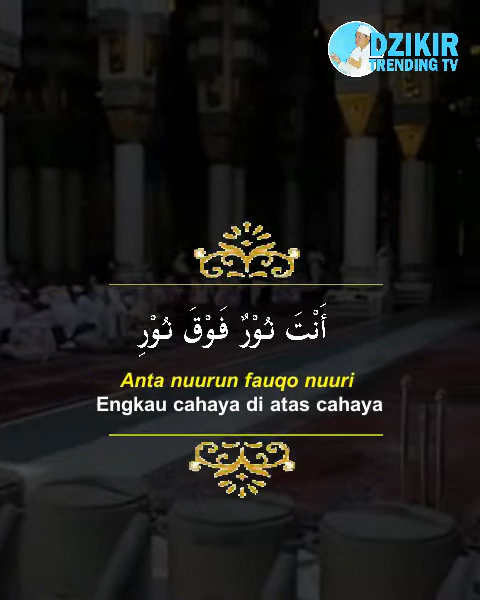 DZIKIR
TRENDING TV
أَنْتَ نُوْرٌ فَوْقَ نُوْرِ
Anta nuurun fauqo nuuri
Engkau cahaya di atas cahaya